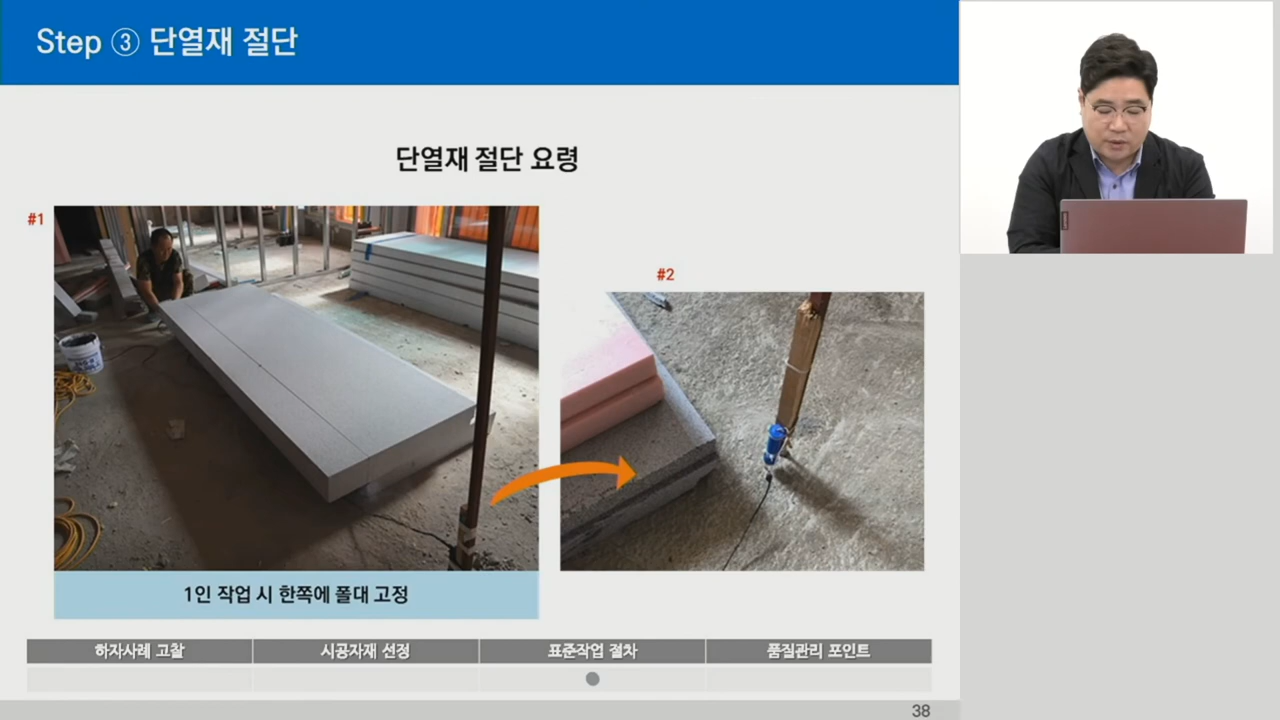 Step ③ 단열재 절단
단열재 절단 요령
#1
#2
1인 작업 시 한쪽에 폴대 고정
하자사례 고찰
시공자재 선정
표준작업 절차
품질관리 포인트
38